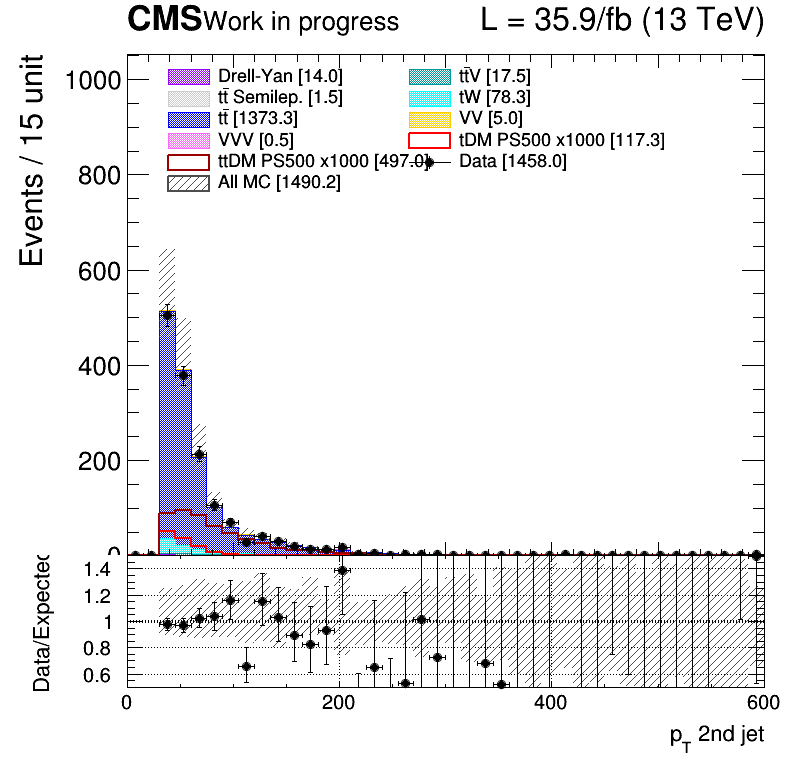 CMS Work in progress L = 35.9/fb (13 TeV)
Events / 15 unit
1000
800
600
400
200
0
Drell-Yan [14.0]
tt̄V [17.5]
tt̄ Semilep. [1.5]
tW [78.3]
tt̄ [1373.3]
VV [5.0]
VVV [0.5]
tDM PS500 x1000 [117.3]
ttDM PS500 x1000 [497.0]
Data [1458.0]
All MC [1490.2]
Data/Expected
1.4
1.2
1
0.8
0.6
0 200 400 600
p_T 2nd jet